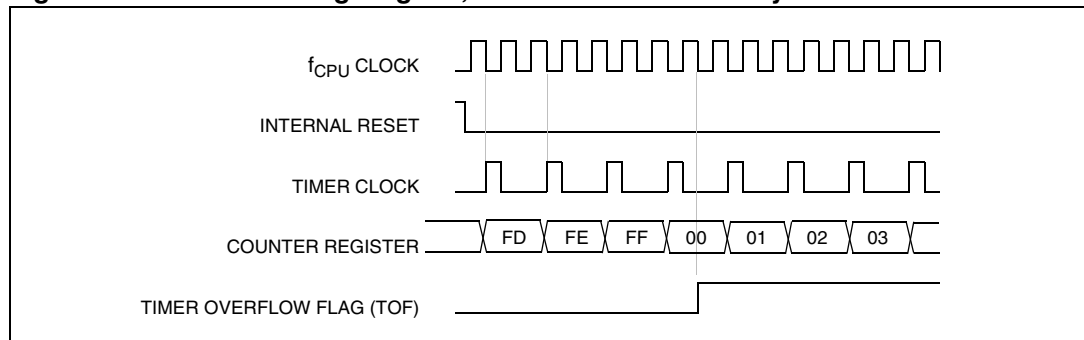 fCPU CLOCK
INTERNAL RESET
TIMER CLOCK
COUNTER REGISTER FD FE FF 00 01 02 03
TIMER OVERFLOW FLAG (TOF)